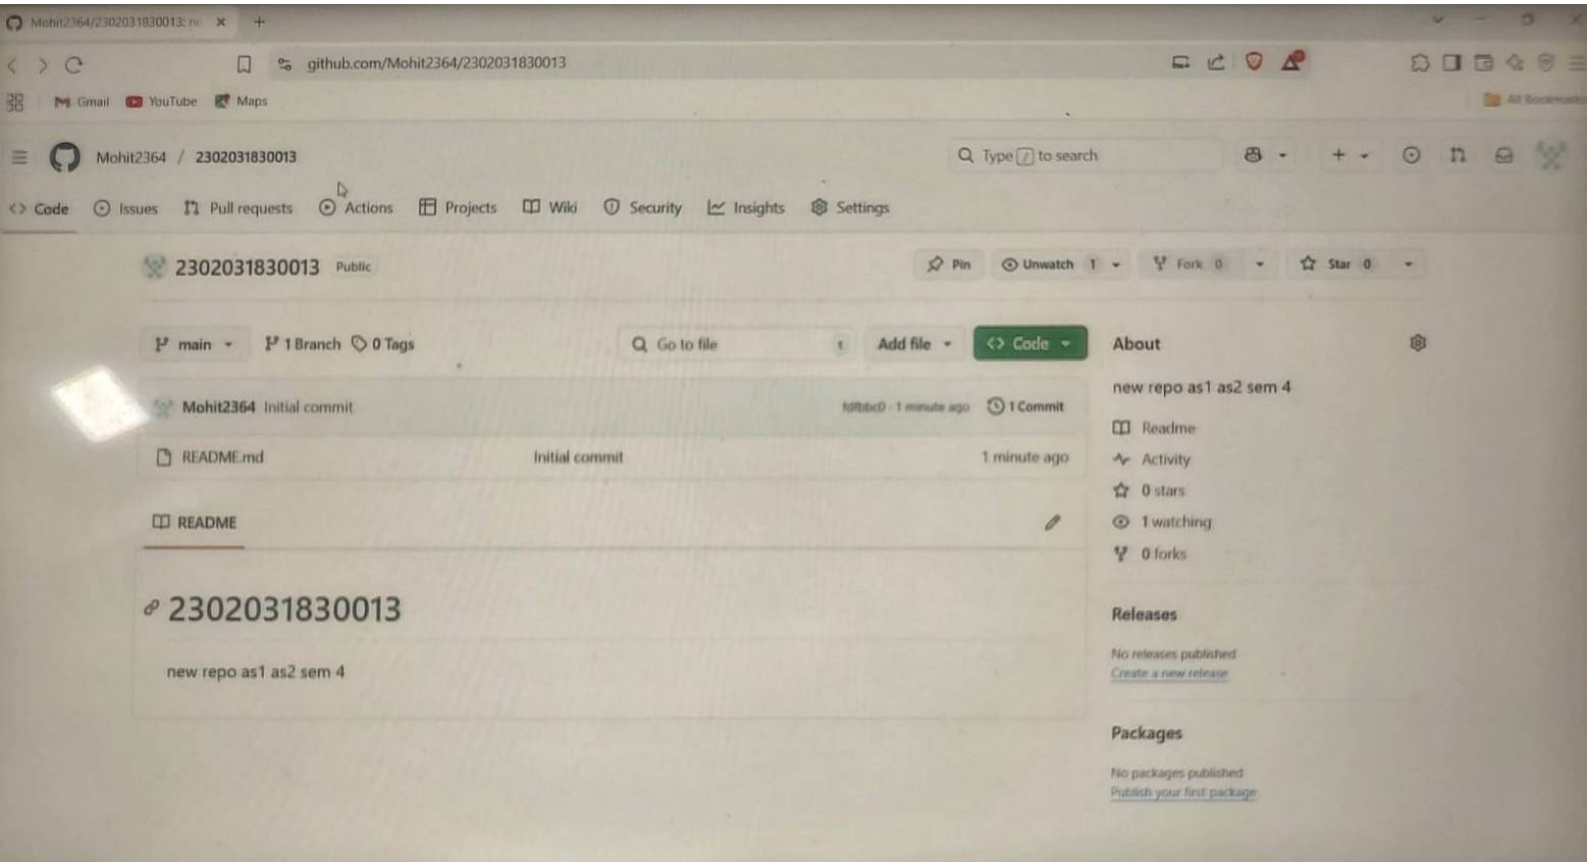 Mohit2364/2302031830013:
github.com/Mohit2364/2302031830013
Gmail YouTube Maps
All Bookmarks
Mohit2364 / 2302031830013
Type / to search
Code Issues Pull requests Actions Projects Wiki Security Insights Settings
2302031830013 Public
Pin Unwatch 1 Fork 0 Star 0
main 1 Branch 0 Tags Go to file t Add file Code
Mohit2364 Initial commit 1 minute ago 1 Commit
README.md Initial commit 1 minute ago
README
2302031830013
new repo as1 as2 sem 4
About
new repo as1 as2 sem 4
Readme
Activity
0 stars
1 watching
0 forks
Releases
No releases published
Create a new release
Packages
No packages published
Publish your first package